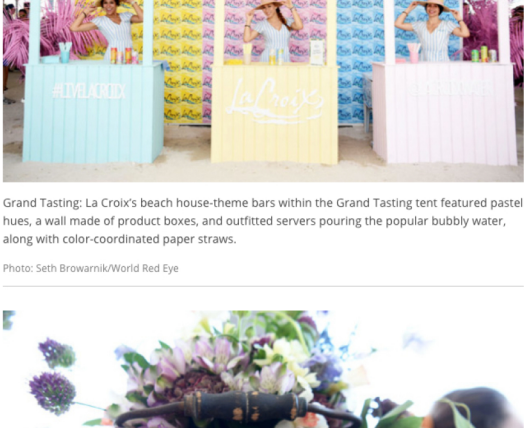 #LIVELACROIX
LaCroix
Grand Tasting: La Croix's beach house-theme bars within the Grand Tasting tent featured pastel
hues, a wall made of product boxes, and outfitted servers pouring the popular bubbly water,
along with color-coordinated paper straws.
Photo: Seth Browarnik/World Red Eye